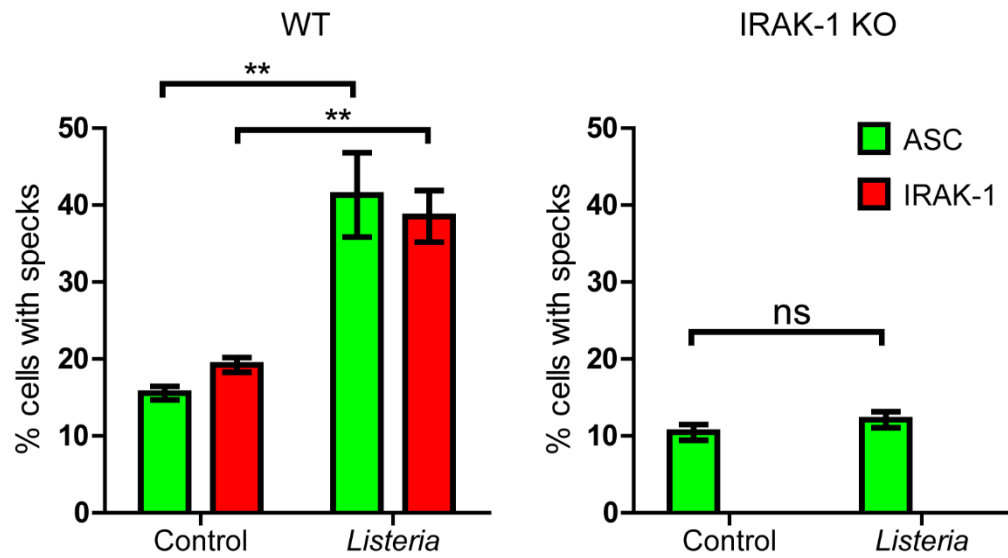 WT
**
**
% cells with specks
50
40
30
20
10
0
Control
Listeria
IRAK-1 KO
ASC
IRAK-1
ns
% cells with specks
50
40
30
20
10
0
Control
Listeria